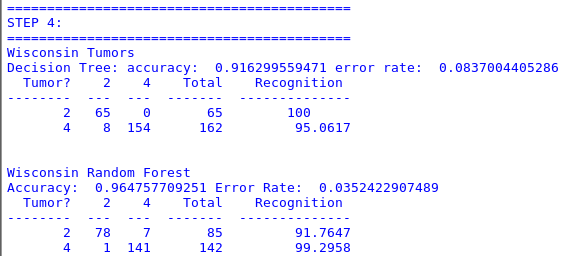 ===========================================
STEP 4:
===========================================
Wisconsin Tumors
Decision Tree: accuracy:  0.916299559471 error rate:  0.0837004405286
  Tumor?    2    4    Total    Recognition
--------  ---  ---  -------  --------------
       2   65    0       65        100
       4    8  154      162         95.0617
Wisconsin Random Forest
Accuracy:  0.964757709251 Error Rate:  0.0352422907489
  Tumor?    2    4    Total    Recognition
--------  ---  ---  -------  --------------
       2   78    7       85         91.7647
       4    1  141      142         99.2958